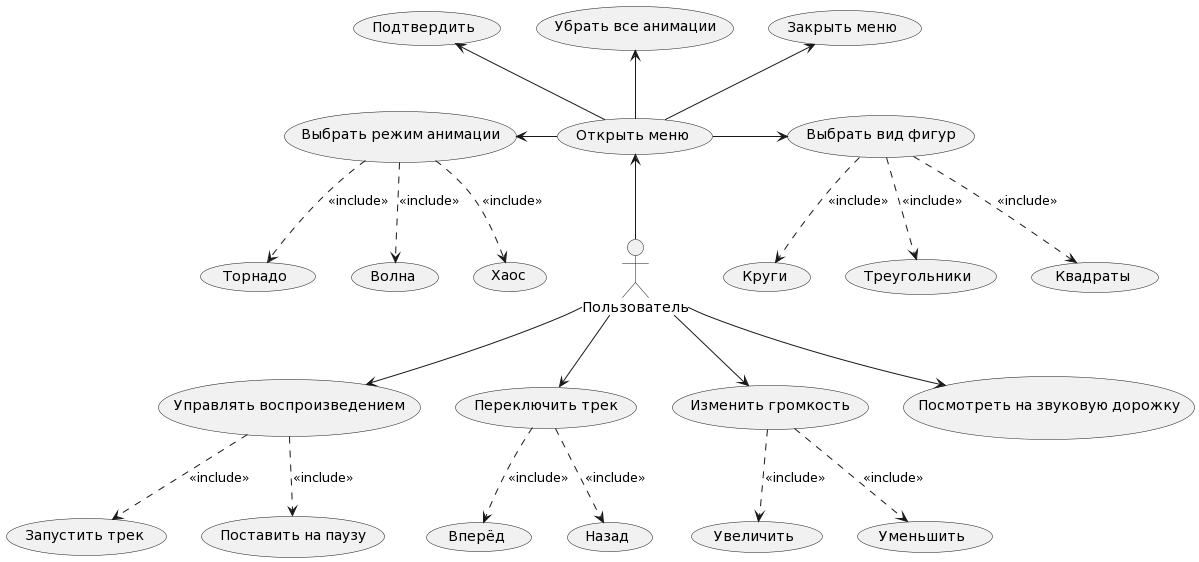 Подтвердить
Убрать все анимации
Закрыть меню
Выбрать режим анимации
Открыть меню
Выбрать вид фигур
«include»
«include»
«include»
«include»
«include»
«include»
Торнадо
Волна
Хаос
Круги
Треугольники
Квадраты
Пользователь
Управлять воспроизведением
Переключить трек
Изменить громкость
Посмотреть на звуковую дорожку
«include»
«include»
«include»
«include»
«include»
«include»
Запустить трек
Поставить на паузу
Вперёд
Назад
Увеличить
Уменьшить